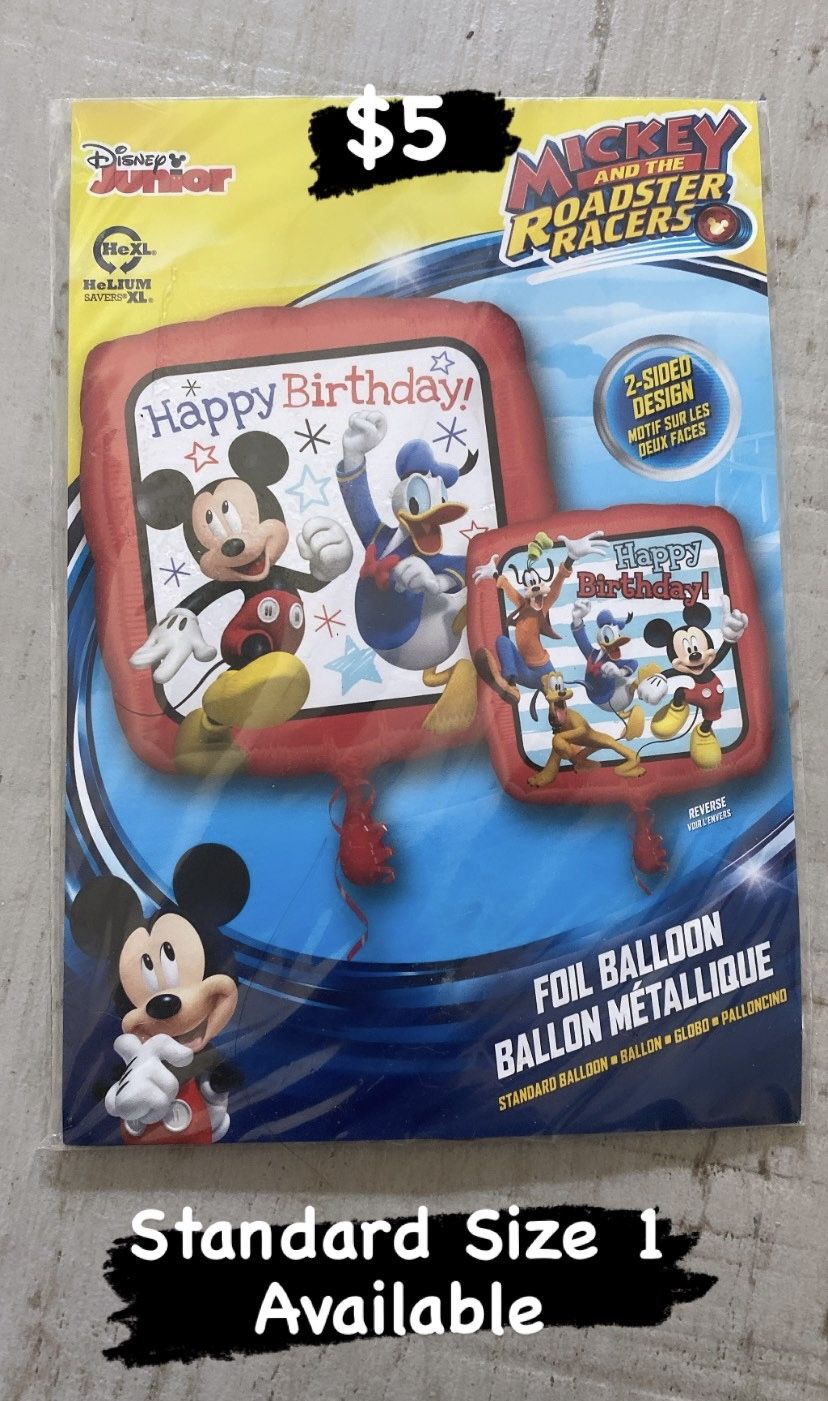 $5
Disney
Junior
MICKEY
AND THE
ROADSTER
RACERS
HeXL®
HeLIUM
SAVERS®XL®
2-SIDED
DESIGN
MOTIF SUR LES
DEUX FACES
Happy Birthday!
Happy
Birthday!
REVERSE
VOIR L'ENVERS
FOIL BALLOON
BALLON MÉTALLIQUE
STANDARD BALLOON ■ BALLON ■ GLOBO ■ PALLONCINO
Standard Size 1
Available